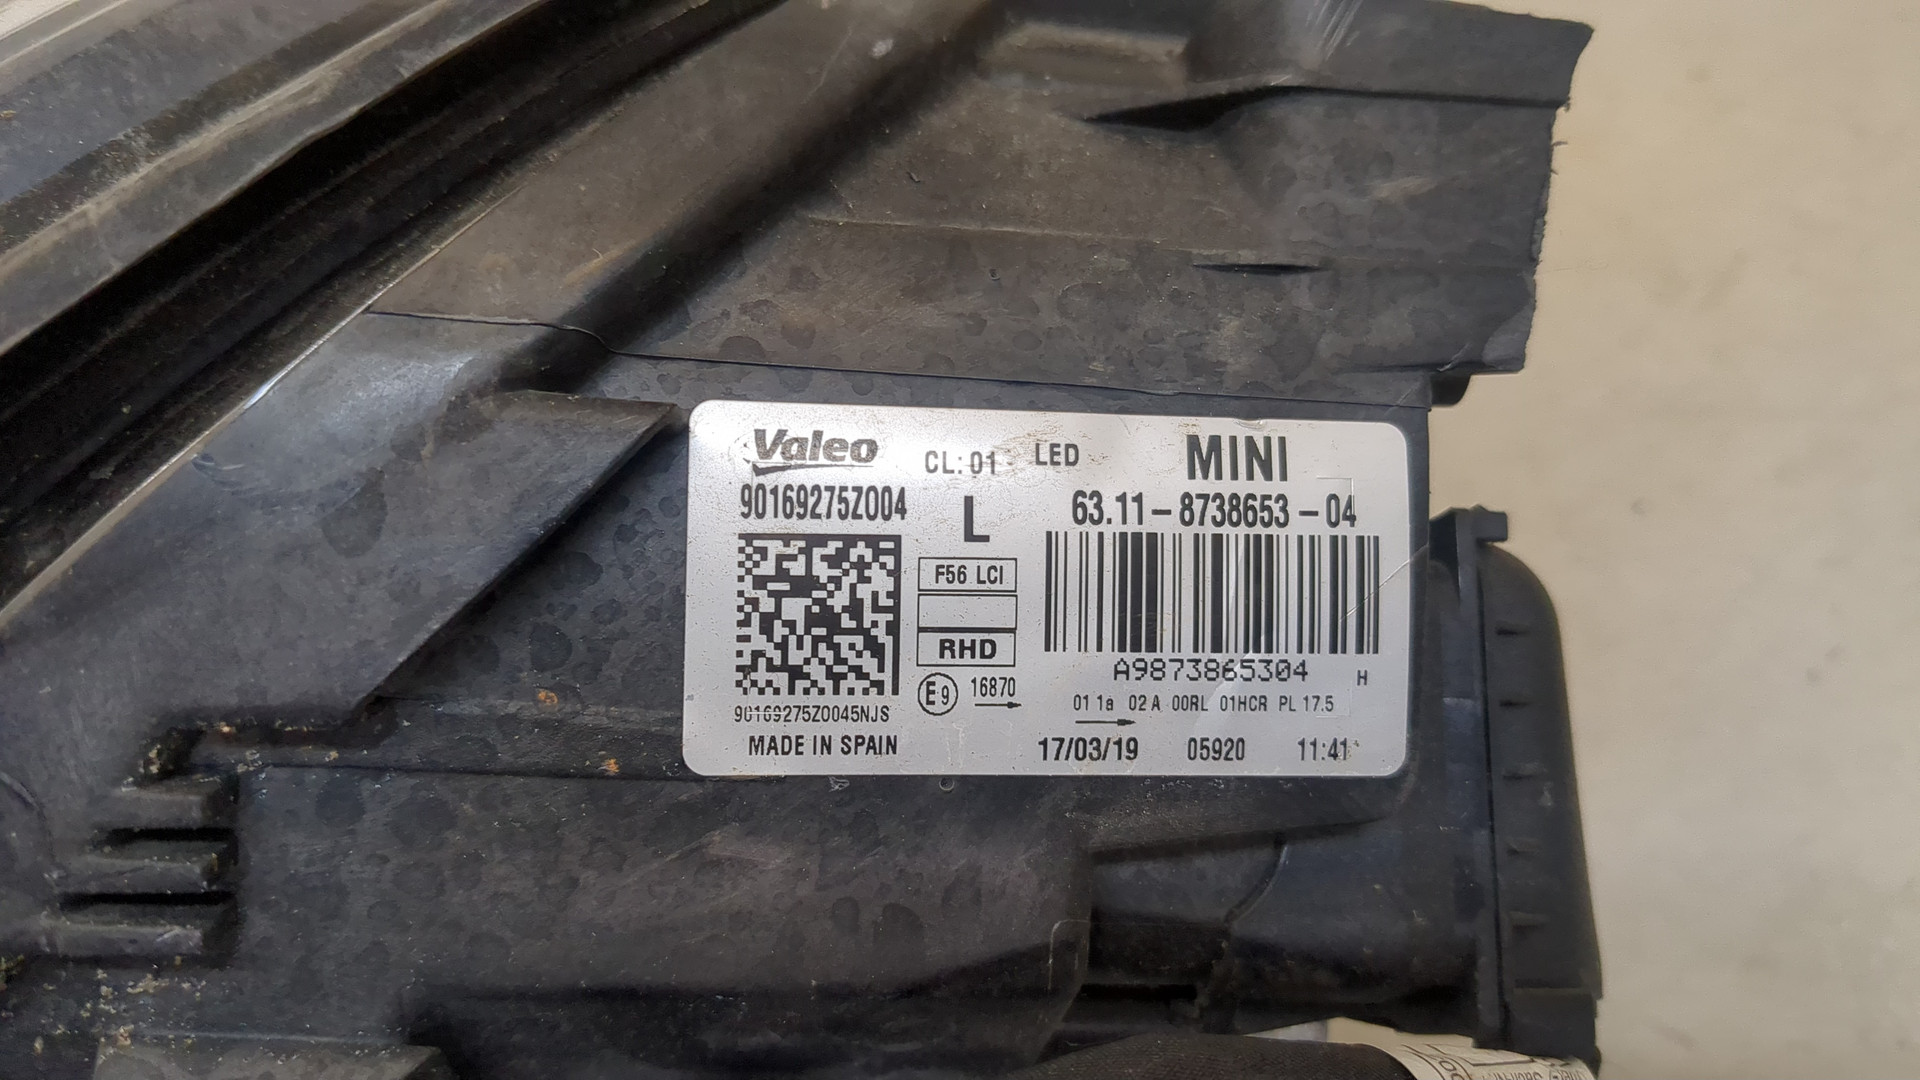 Valeo CL: 01 LED MINI
90169275Z004 L 63.11-8738653-04
F56 LCI
RHD
A9873865304 H
E9 16870
01 1a 02 A 00RL 01HCR PL 17.5
90169275Z0045NJS
MADE IN SPAIN 17/03/19 05920 11:41